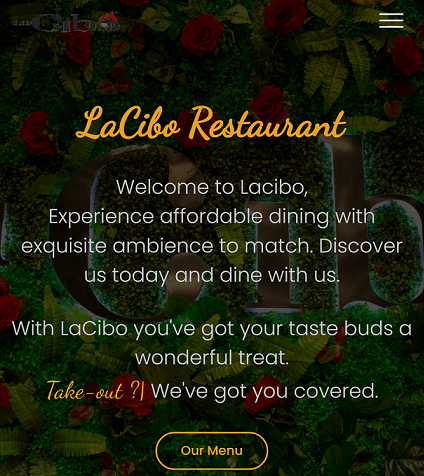 LaCibo
LaCibo Restaurant
Welcome to Lacibo,
Experience affordable dining with
exquisite ambience to match. Discover
us today and dine with us.
Cib
With LaCibo you've got your taste buds a
wonderful treat.
Take-out ?| We've got you covered.
Our Menu